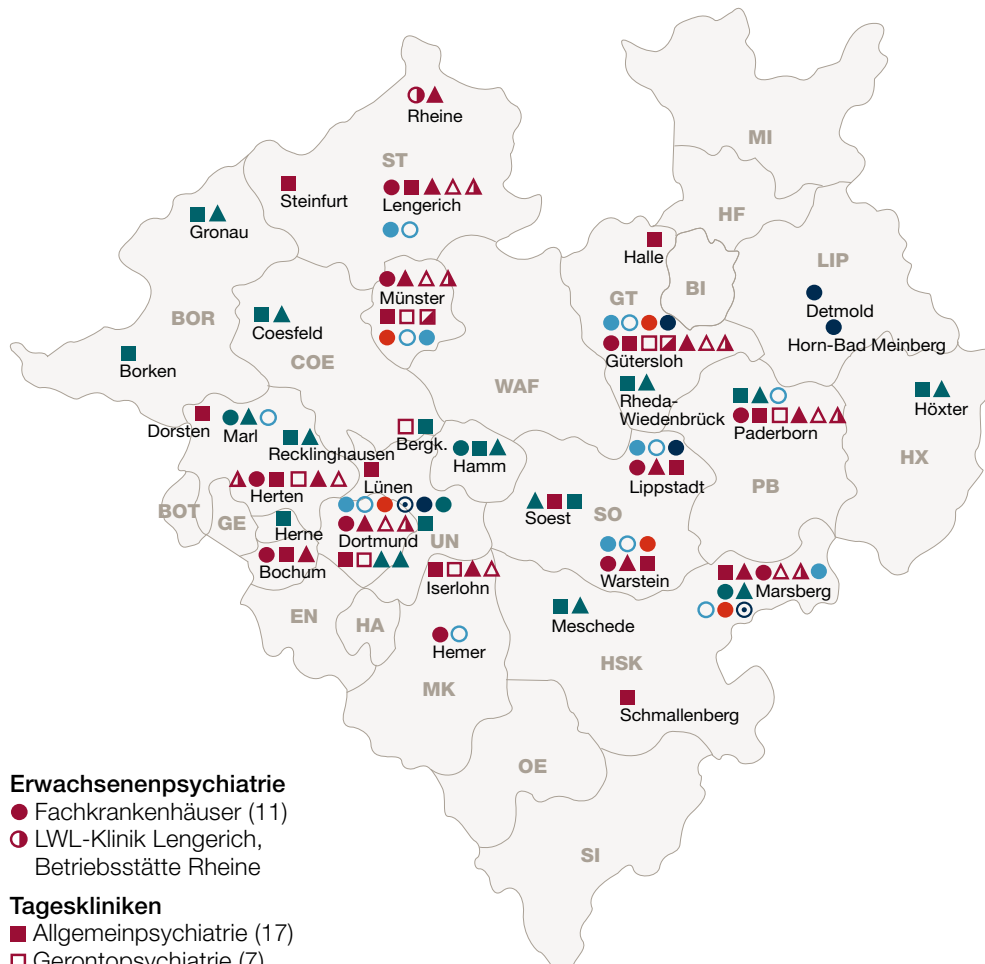 MI
Rheine
ST
Steinfurt
Lengerich
HF
Gronau
Halle
LIP
BI
GT
Münster
Detmold
BOR
Coesfeld
Horn-Bad Meinberg
COE
Gütersloh
Borken
WAF
Rheda-
Wiedenbrück
Höxter
Dorsten
Marl
Bergk.
Paderborn
Recklinghausen
Hamm
HX
Lippstadt
Herten
Lünen
PB
BOT
GE
Soest
SO
Herne
Dortmund
UN
Bochum
Warstein
Iserlohn
Marsberg
EN
HA
Meschede
Hemer
HSK
MK
Schmallenberg
OE
SI
Erwachsenenpsychiatrie
Fachkrankenhäuser (11)
LWL-Klinik Lengerich,
Betriebsstätte Rheine
Tageskliniken
Allgemeinpsychiatrie (17)
Gerontopsychiatrie (7)